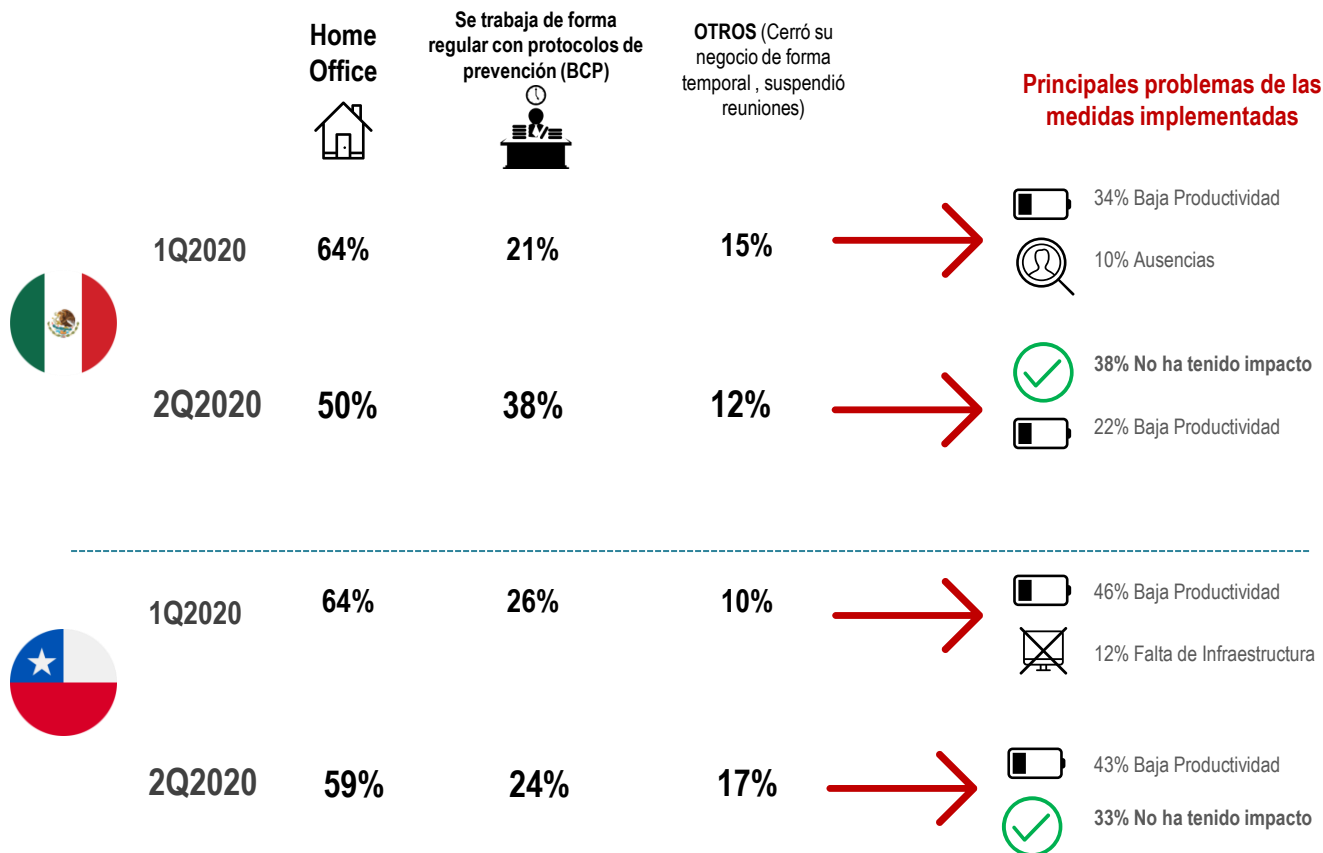 Home
Office
Se trabaja de forma
regular con protocolos de
prevención (BCP)
OTROS (Cerró su
negocio de forma
temporal , suspendió
reuniones)
Principales problemas de las
medidas implementadas
1Q2020 64% 21% 15%
34% Baja Productividad
10% Ausencias
2Q2020 50% 38% 12%
38% No ha tenido impacto
22% Baja Productividad
1Q2020 64% 26% 10%
46% Baja Productividad
12% Falta de Infraestructura
2Q2020 59% 24% 17%
43% Baja Productividad
33% No ha tenido impacto